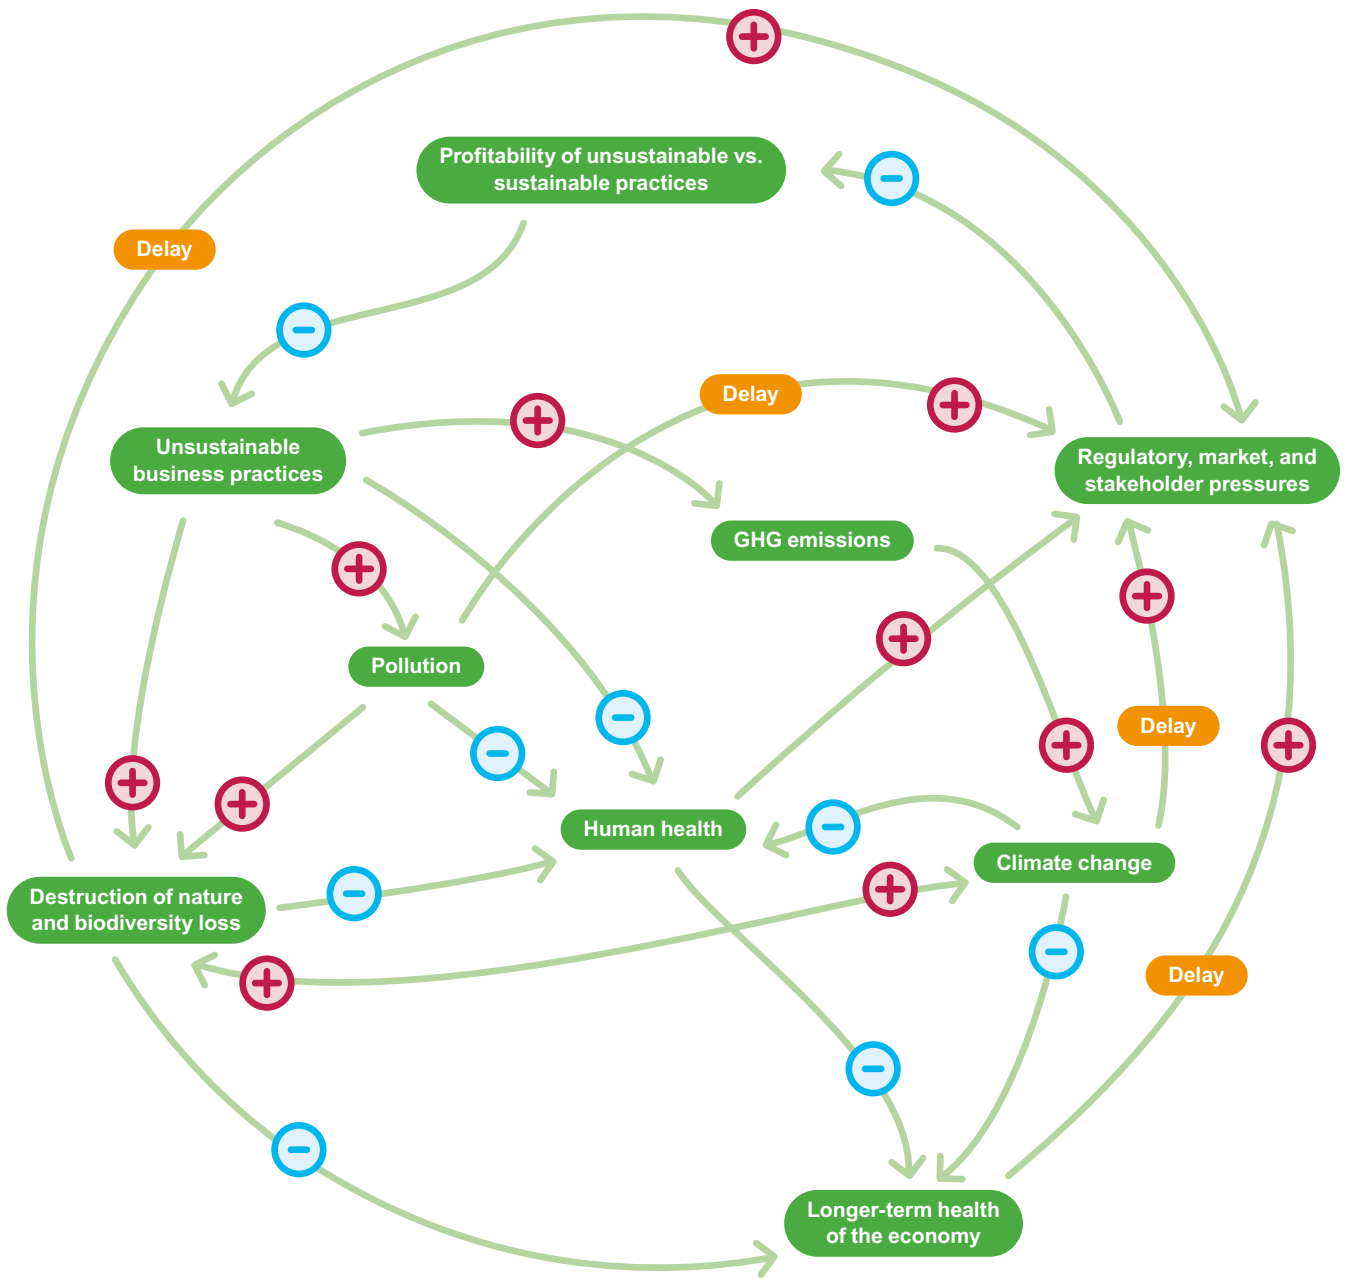 Profitability of unsustainable vs.
sustainable practices
Delay
Delay
Unsustainable
business practices
Regulatory, market, and
stakeholder pressures
GHG emissions
Pollution
Delay
Human health
Climate change
Destruction of nature
and biodiversity loss
Delay
Longer-term health
of the economy